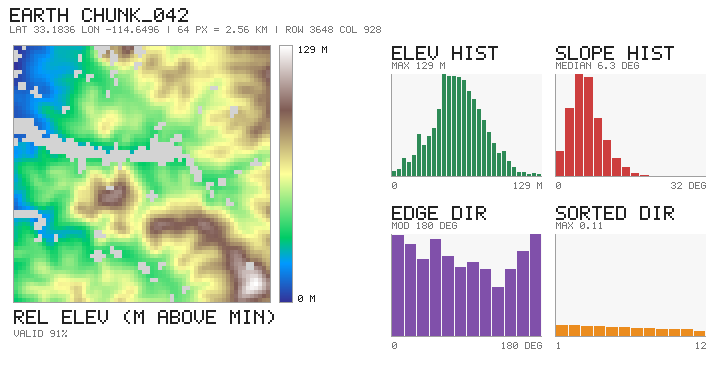 EARTH CHUNK_042
LAT 33.1836 LON -114.6496 | 64 PX = 2.56 KM | ROW 3648 COL 928
129 M
0 M
REL ELEV (M ABOVE MIN)
VALID 91%
ELEV HIST
MAX 129 M
0 129 M
SLOPE HIST
MEDIAN 6.3 DEG
0 32 DEG
EDGE DIR
MOD 180 DEG
0 180 DEG
SORTED DIR
MAX 0.11
1 12